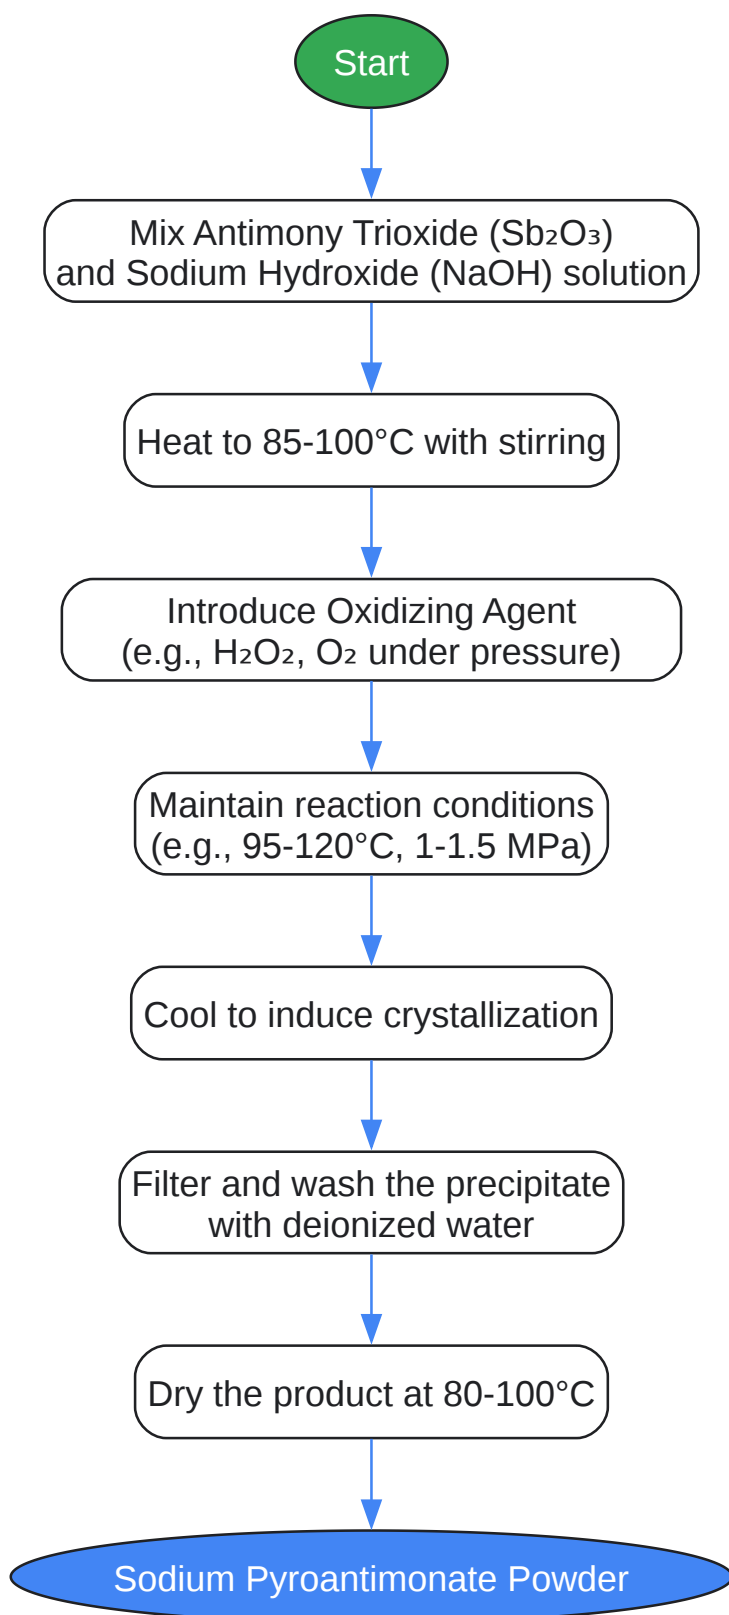 Start
Mix Antimony Trioxide (Sb₂O₃)
and Sodium Hydroxide (NaOH) solution
Heat to 85-100°C with stirring
Introduce Oxidizing Agent
(e.g., H₂O₂, O₂ under pressure)
Maintain reaction conditions
(e.g., 95-120°C, 1-1.5 MPa)
Cool to induce crystallization
Filter and wash the precipitate
with deionized water
Dry the product at 80-100°C
Sodium Pyroantimonate Powder